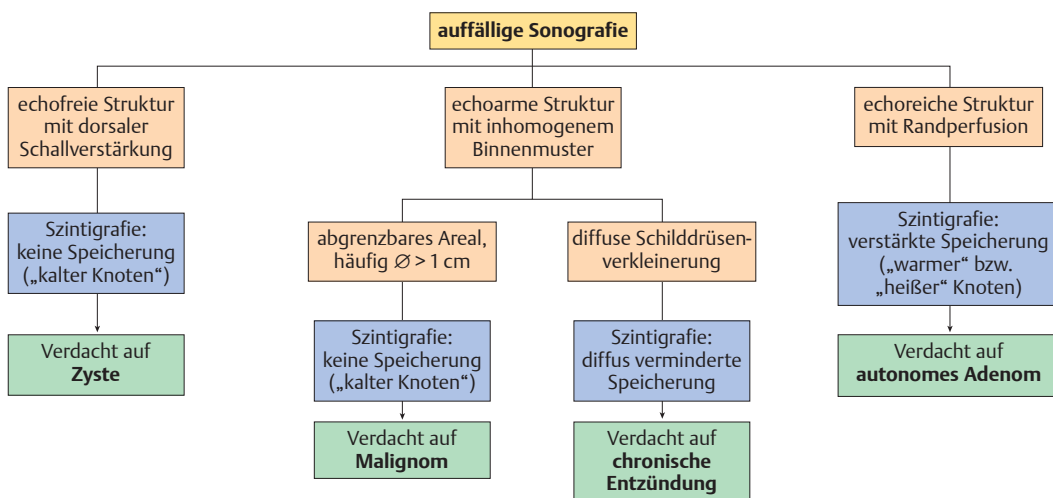 auffällige Sonografie
echofreie Struktur
mit dorsaler
Schallverstärkung
echoarme Struktur
mit inhomogenem
Binnenmuster
echoreiche Struktur
mit Randperfusion
Szintigrafie:
keine Speicherung
(„kalter Knoten“)
abgrenzbares Areal,
häufig ∅ > 1 cm
diffuse Schilddrüsen-
verkleinerung
Szintigrafie:
verstärkte Speicherung
(„warmer“ bzw.
„heißer“ Knoten)
Verdacht auf
Zyste
Szintigrafie:
keine Speicherung
(„kalter Knoten“)
Szintigrafie:
diffus verminderte
Speicherung
Verdacht auf
autonomes Adenom
Verdacht auf
Malignom
Verdacht auf
chronische
Entzündung